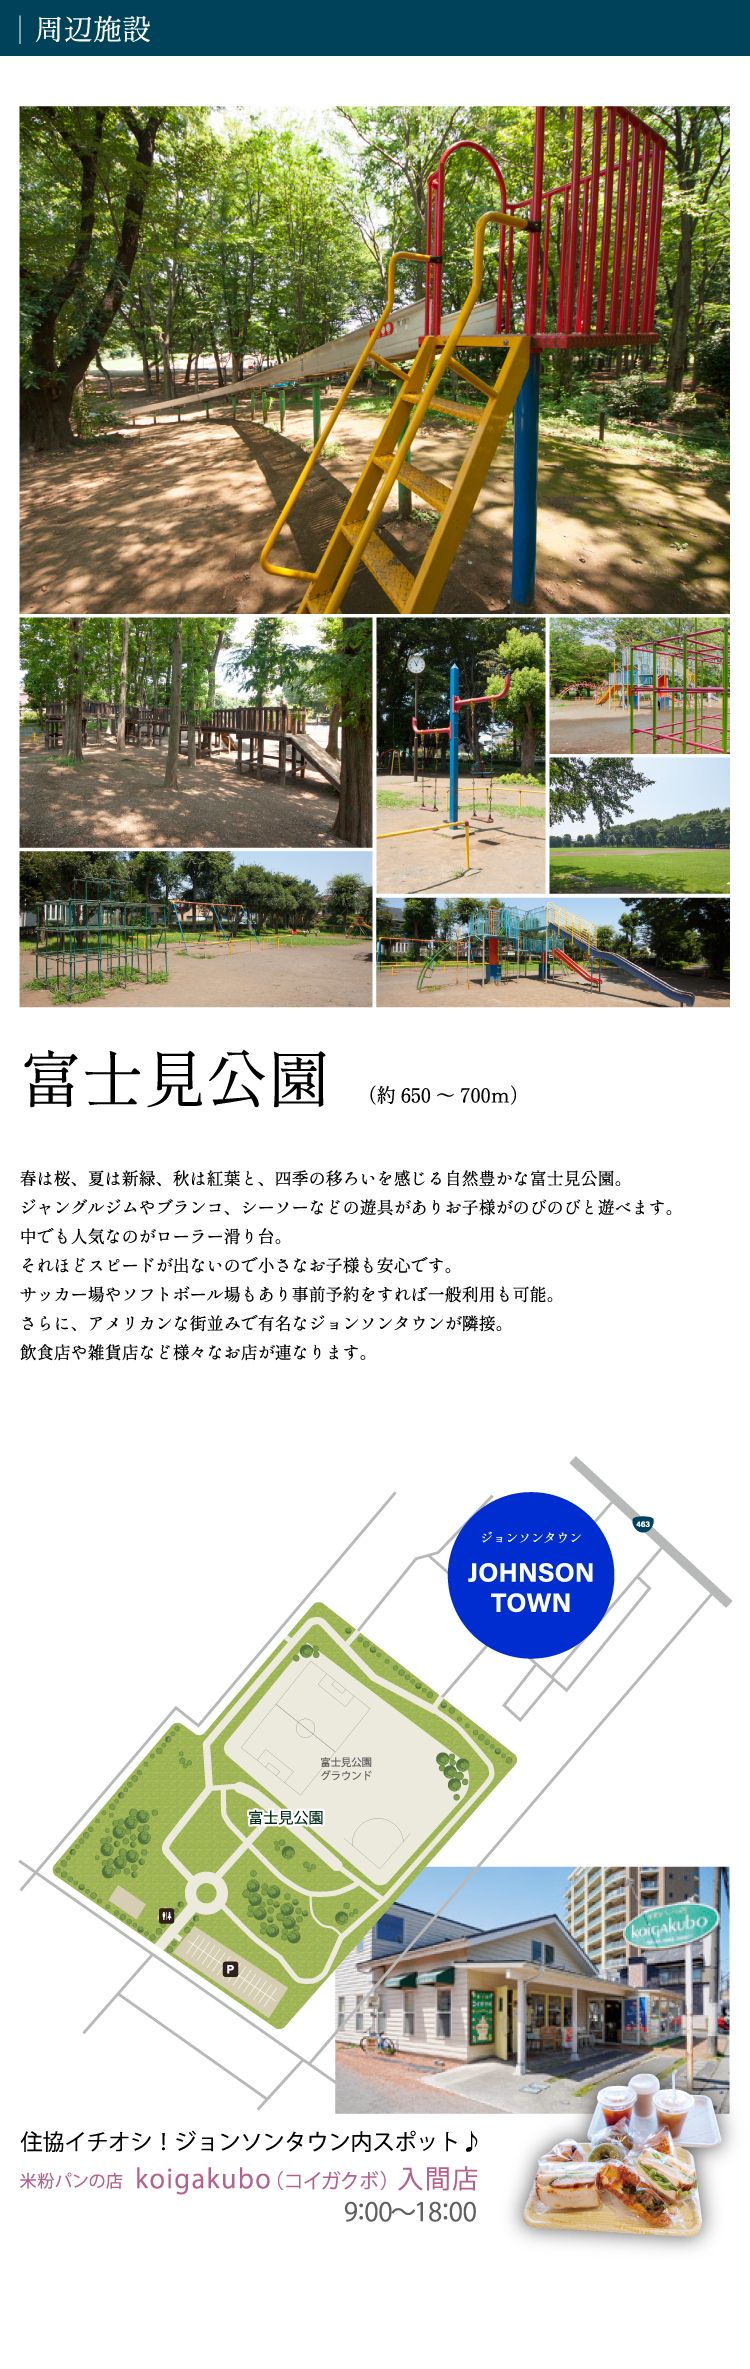 周辺施設
富士見公園 （約 650 ～ 700m）
春は桜、夏は新緑、秋は紅葉と、四季の移ろいを感じる自然豊かな富士見公園。
ジャングルジムやブランコ、シーソーなどの遊具がありお子様がのびのびと遊べます。
中でも人気なのがローラー滑り台。
それほどスピードが出ないので小さなお子様も安心です。
サッカー場やソフトボール場もあり事前予約をすれば一般利用も可能。
さらに、アメリカンな街並みで有名なジョンソンタウンが隣接。
飲食店や雑貨店など様々なお店が連なります。
463
ジョンソンタウン
JOHNSON
TOWN
富士見公園
グラウンド
富士見公園
P
koigakubo
住協イチオシ！ジョンソンタウン内スポット♪
米粉パンの店 koigakubo（コイガクボ）入間店
9:00～18:00